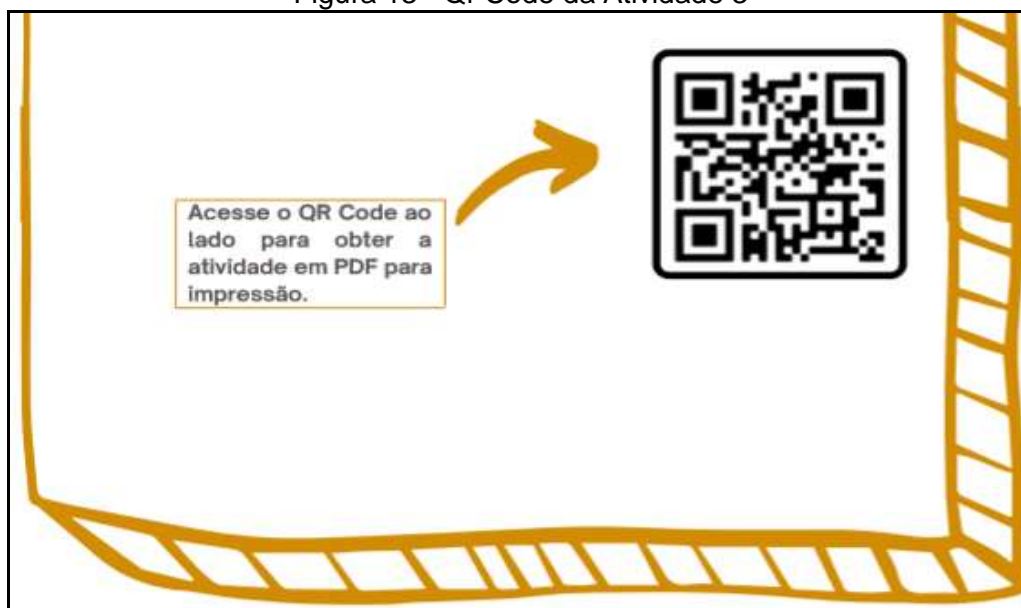 Acesse o QR Code ao
lado para obter a
atividade em PDF para
impressão.